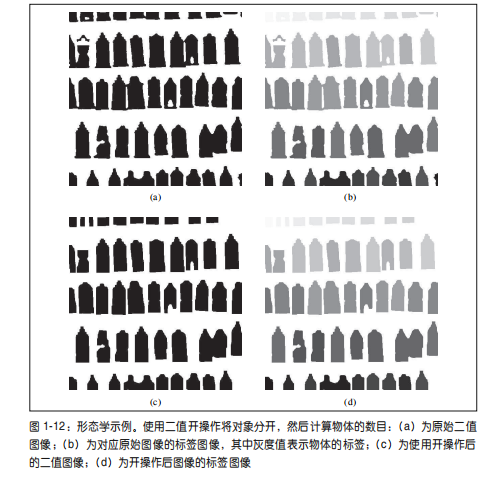 (a)
(b)
(c)
(d)
图 1-12：形态学示例。使用二值开操作将对象分开，然后计算物体的数目：(a) 为原始二值
图像；(b) 为对应原始图像的标签图像，其中灰度值表示物体的标签；(c) 为使用开操作后
的二值图像；(d) 为开操作后图像的标签图像